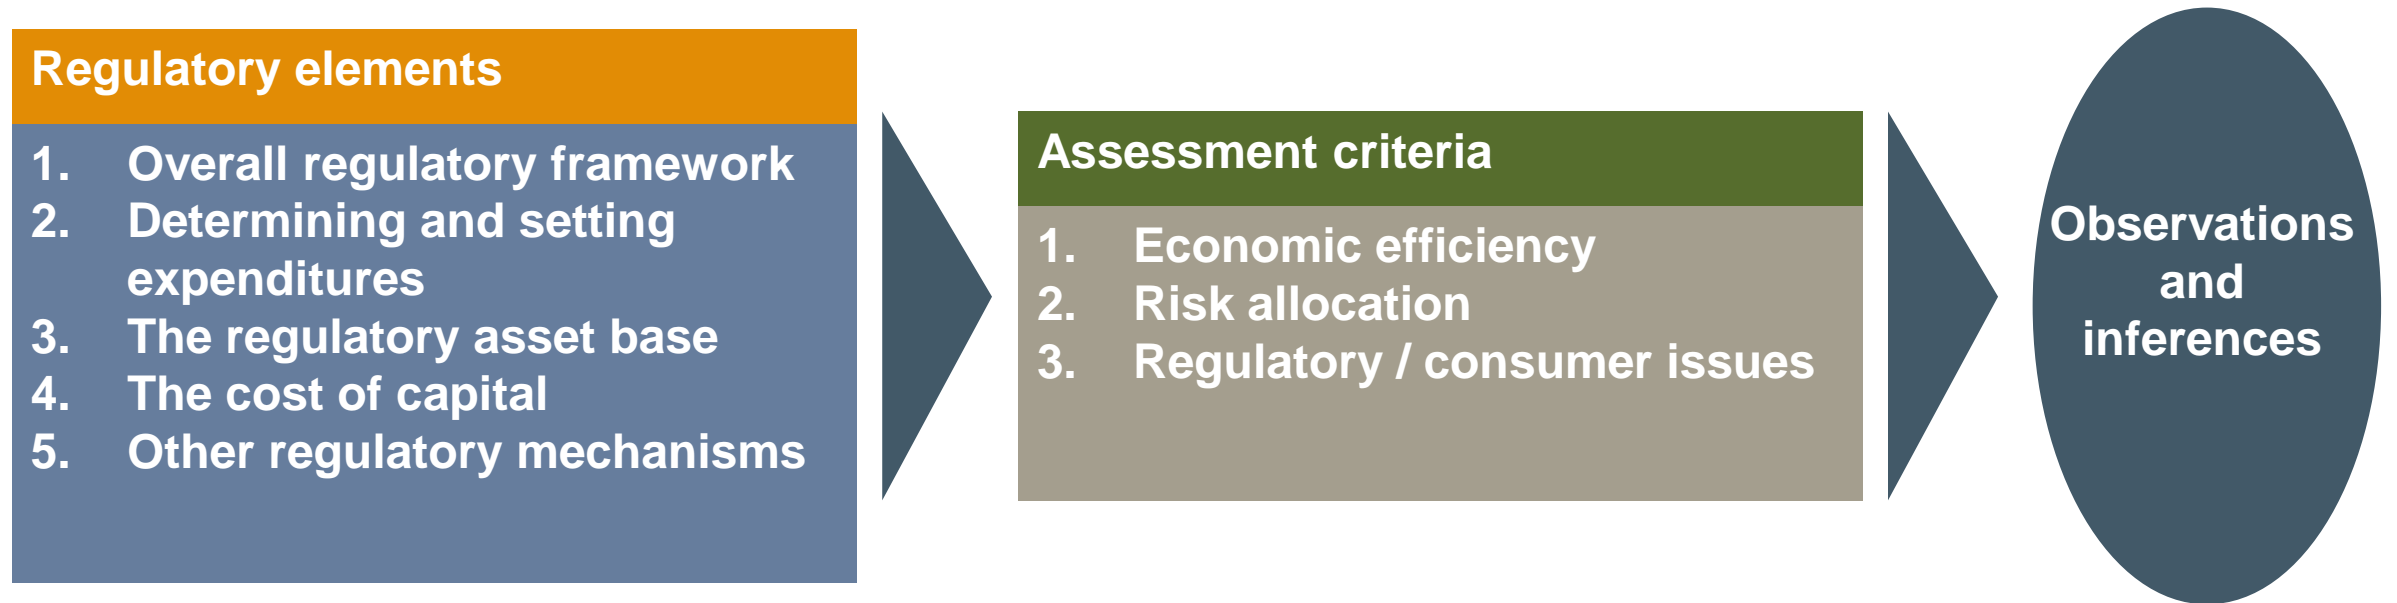 Regulatory elements
1. Overall regulatory framework
2. Determining and setting
expenditures
3. The regulatory asset base
4. The cost of capital
5. Other regulatory mechanisms
Assessment criteria
1. Economic efficiency
2. Risk allocation
3. Regulatory / consumer issues
Observations
and
inferences